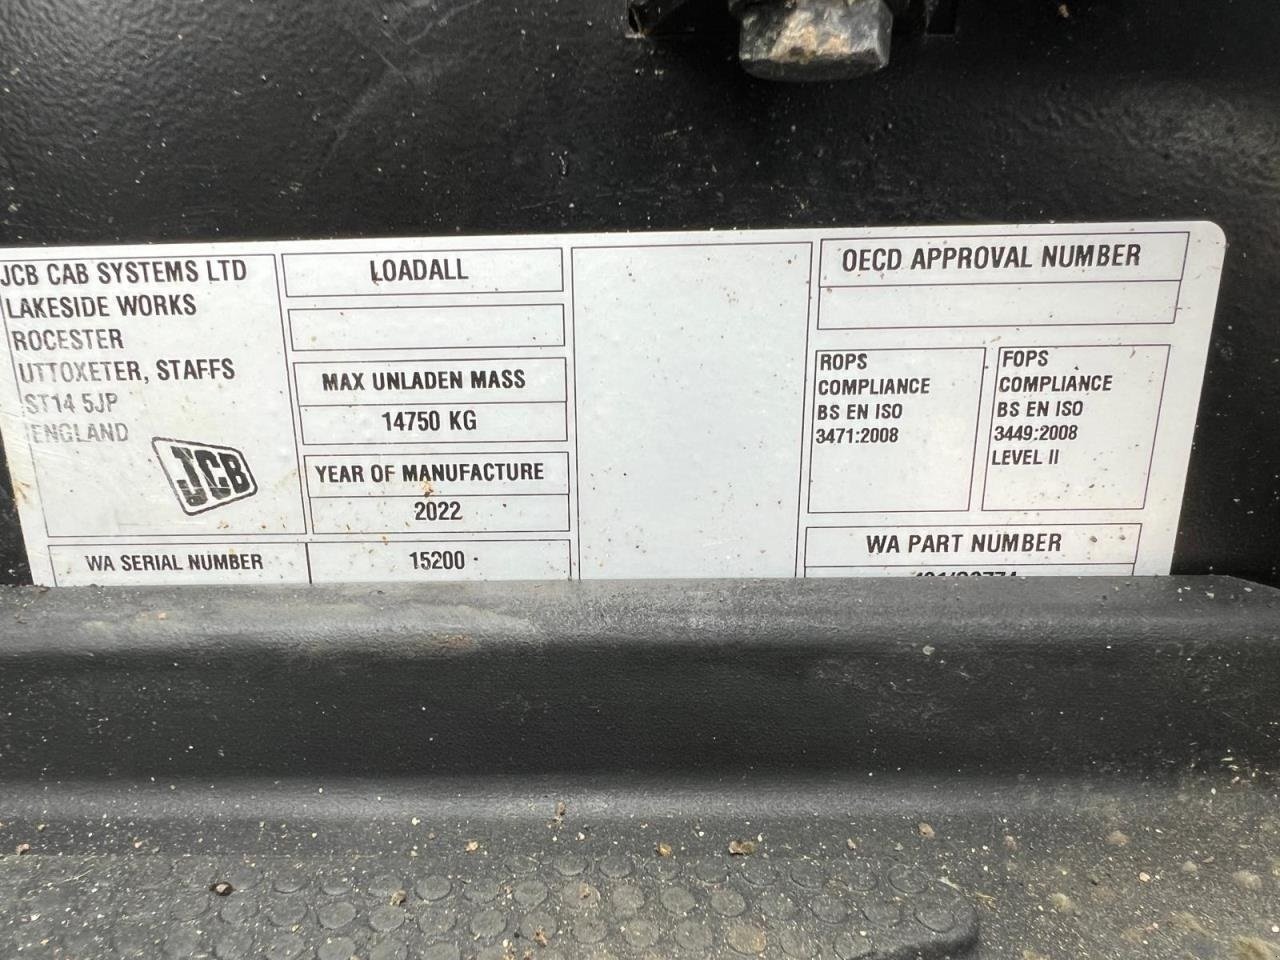 JCB CAB SYSTEMS LTD
LAKESIDE WORKS
ROCESTER
UTTOXETER, STAFFS
ST14 5JP
ENGLAND
JCB
LOADALL
MAX UNLADEN MASS
14750 KG
YEAR OF MANUFACTURE
2022
WA SERIAL NUMBER
15200
OECD APPROVAL NUMBER
ROPS
COMPLIANCE
BS EN ISO
3471:2008
FOPS
COMPLIANCE
BS EN ISO
3449:2008
LEVEL II
WA PART NUMBER